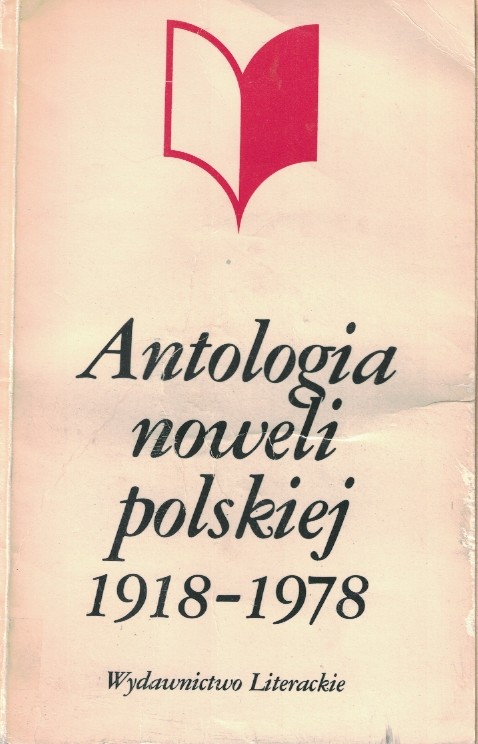 Antologia
noweli
polskiej
1918-1978
Wydawnictwo Literackie